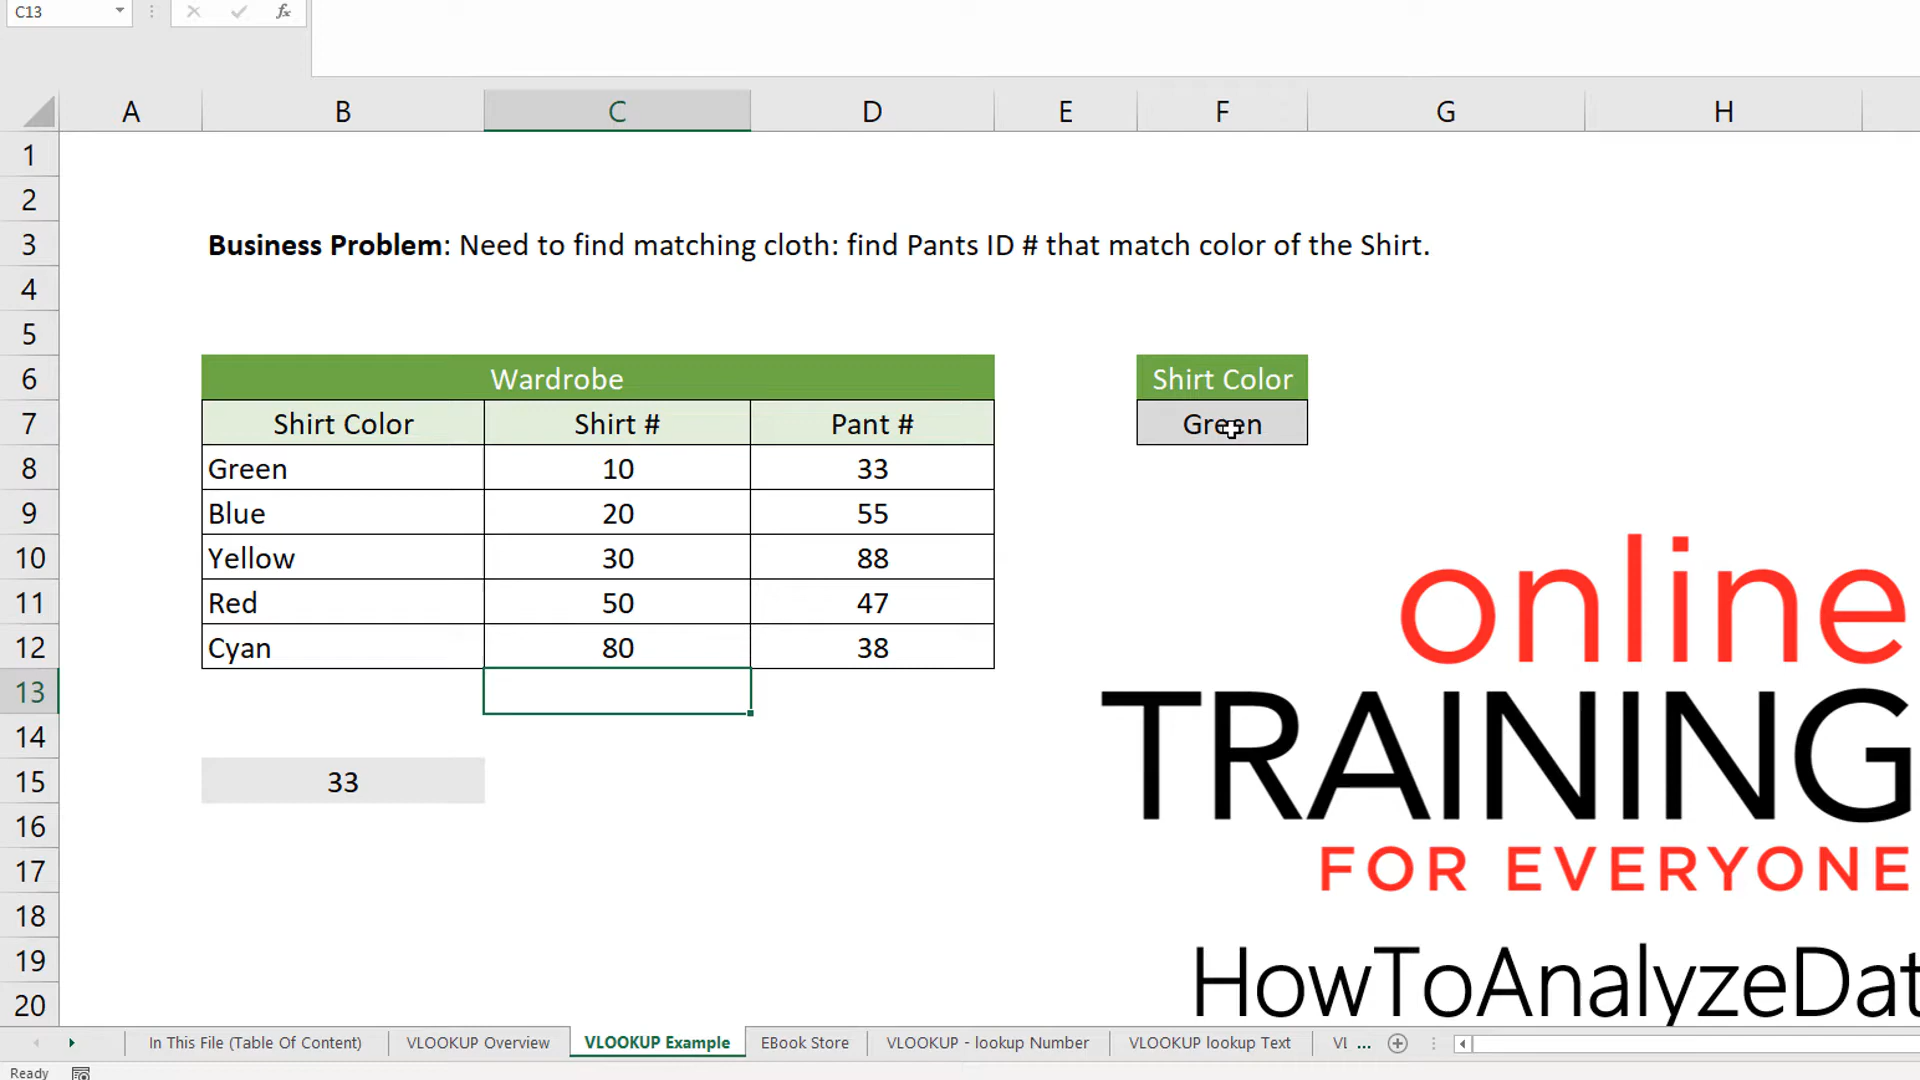 C13
fx
A B C D E F G H
1
2
3 Business Problem: Need to find matching cloth: find Pants ID # that match color of the Shirt.
4
5
6 Wardrobe Shirt Color
7 Shirt Color Shirt # Pant # Green
8 Green 10 33
9 Blue 20 55
10 Yellow 30 88
11 Red 50 47
12 Cyan 80 38
13
14
15 33
16
17
18
19
20
online
TRAINING
FOR EVERYONE
HowToAnalyzeDat
In This File (Table Of Content) VLOOKUP Overview VLOOKUP Example EBook Store VLOOKUP - lookup Number VLOOKUP lookup Text VL ...
Ready